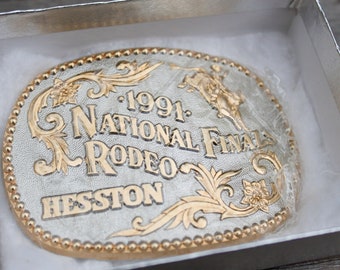 ·1991·
NATIONAL FINALS
RODEO
HESSTON